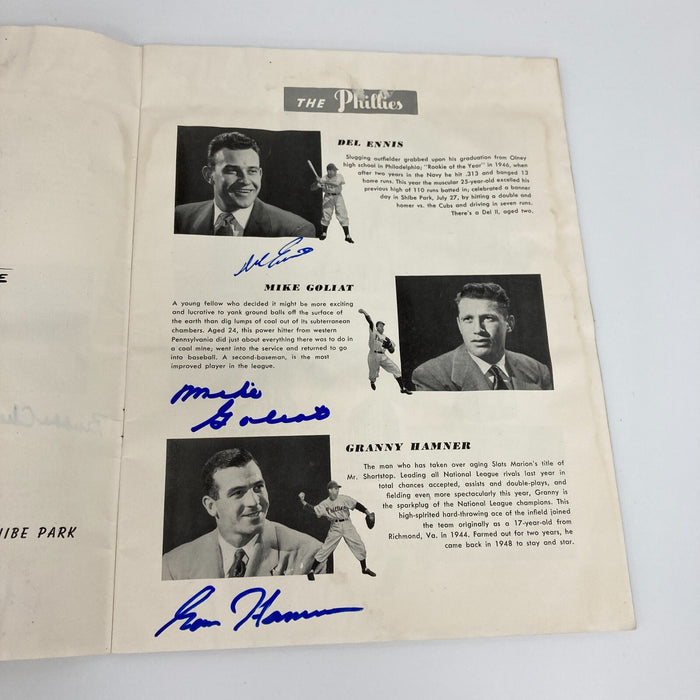 THE Phillies
DEL ENNIS
Slugging outfielder grabbed upon his graduation from Olney
high school in Philadelphia; "Rookie of the Year" in 1946, when
after two years in the Navy he hit .313 and banged 13
home runs. This year the muscular 25-year-old excelled his
previous high of 110 runs batted in; celebrated a banner
day in Shibe Park, July 27, by hitting a double and
homer vs. the Cubs and driving in seven runs.
There's a Del II, aged two.
Del Ennis
MIKE GOLIAT
A young fellow who decided it might be more exciting
and lucrative to yank ground balls off the surface of
the earth than dig lumps of coal out of its subterranean
chambers. Aged 24, this power hitter from western
Pennsylvania did just about everything there was to do in
a coal mine; went into the service and returned to go
into baseball. A second-baseman, is the most
improved player in the league.
Mike
Goliat
GRANNY HAMNER
The man who has taken over aging Slats Marion's title of
Mr. Shortstop. Leading all National League rivals last year in
total chances accepted, assists and double-plays, and
fielding even more spectacularly this year, Granny is
the sparkplug of the National League champions. This
high-spirited hard-throwing ace of the infield joined
the team originally as a 17-year-old from
Richmond, Va. in 1944. Farmed out for two years, he
came back in 1948 to stay and star.
Gran Hamner
HIBE PARK